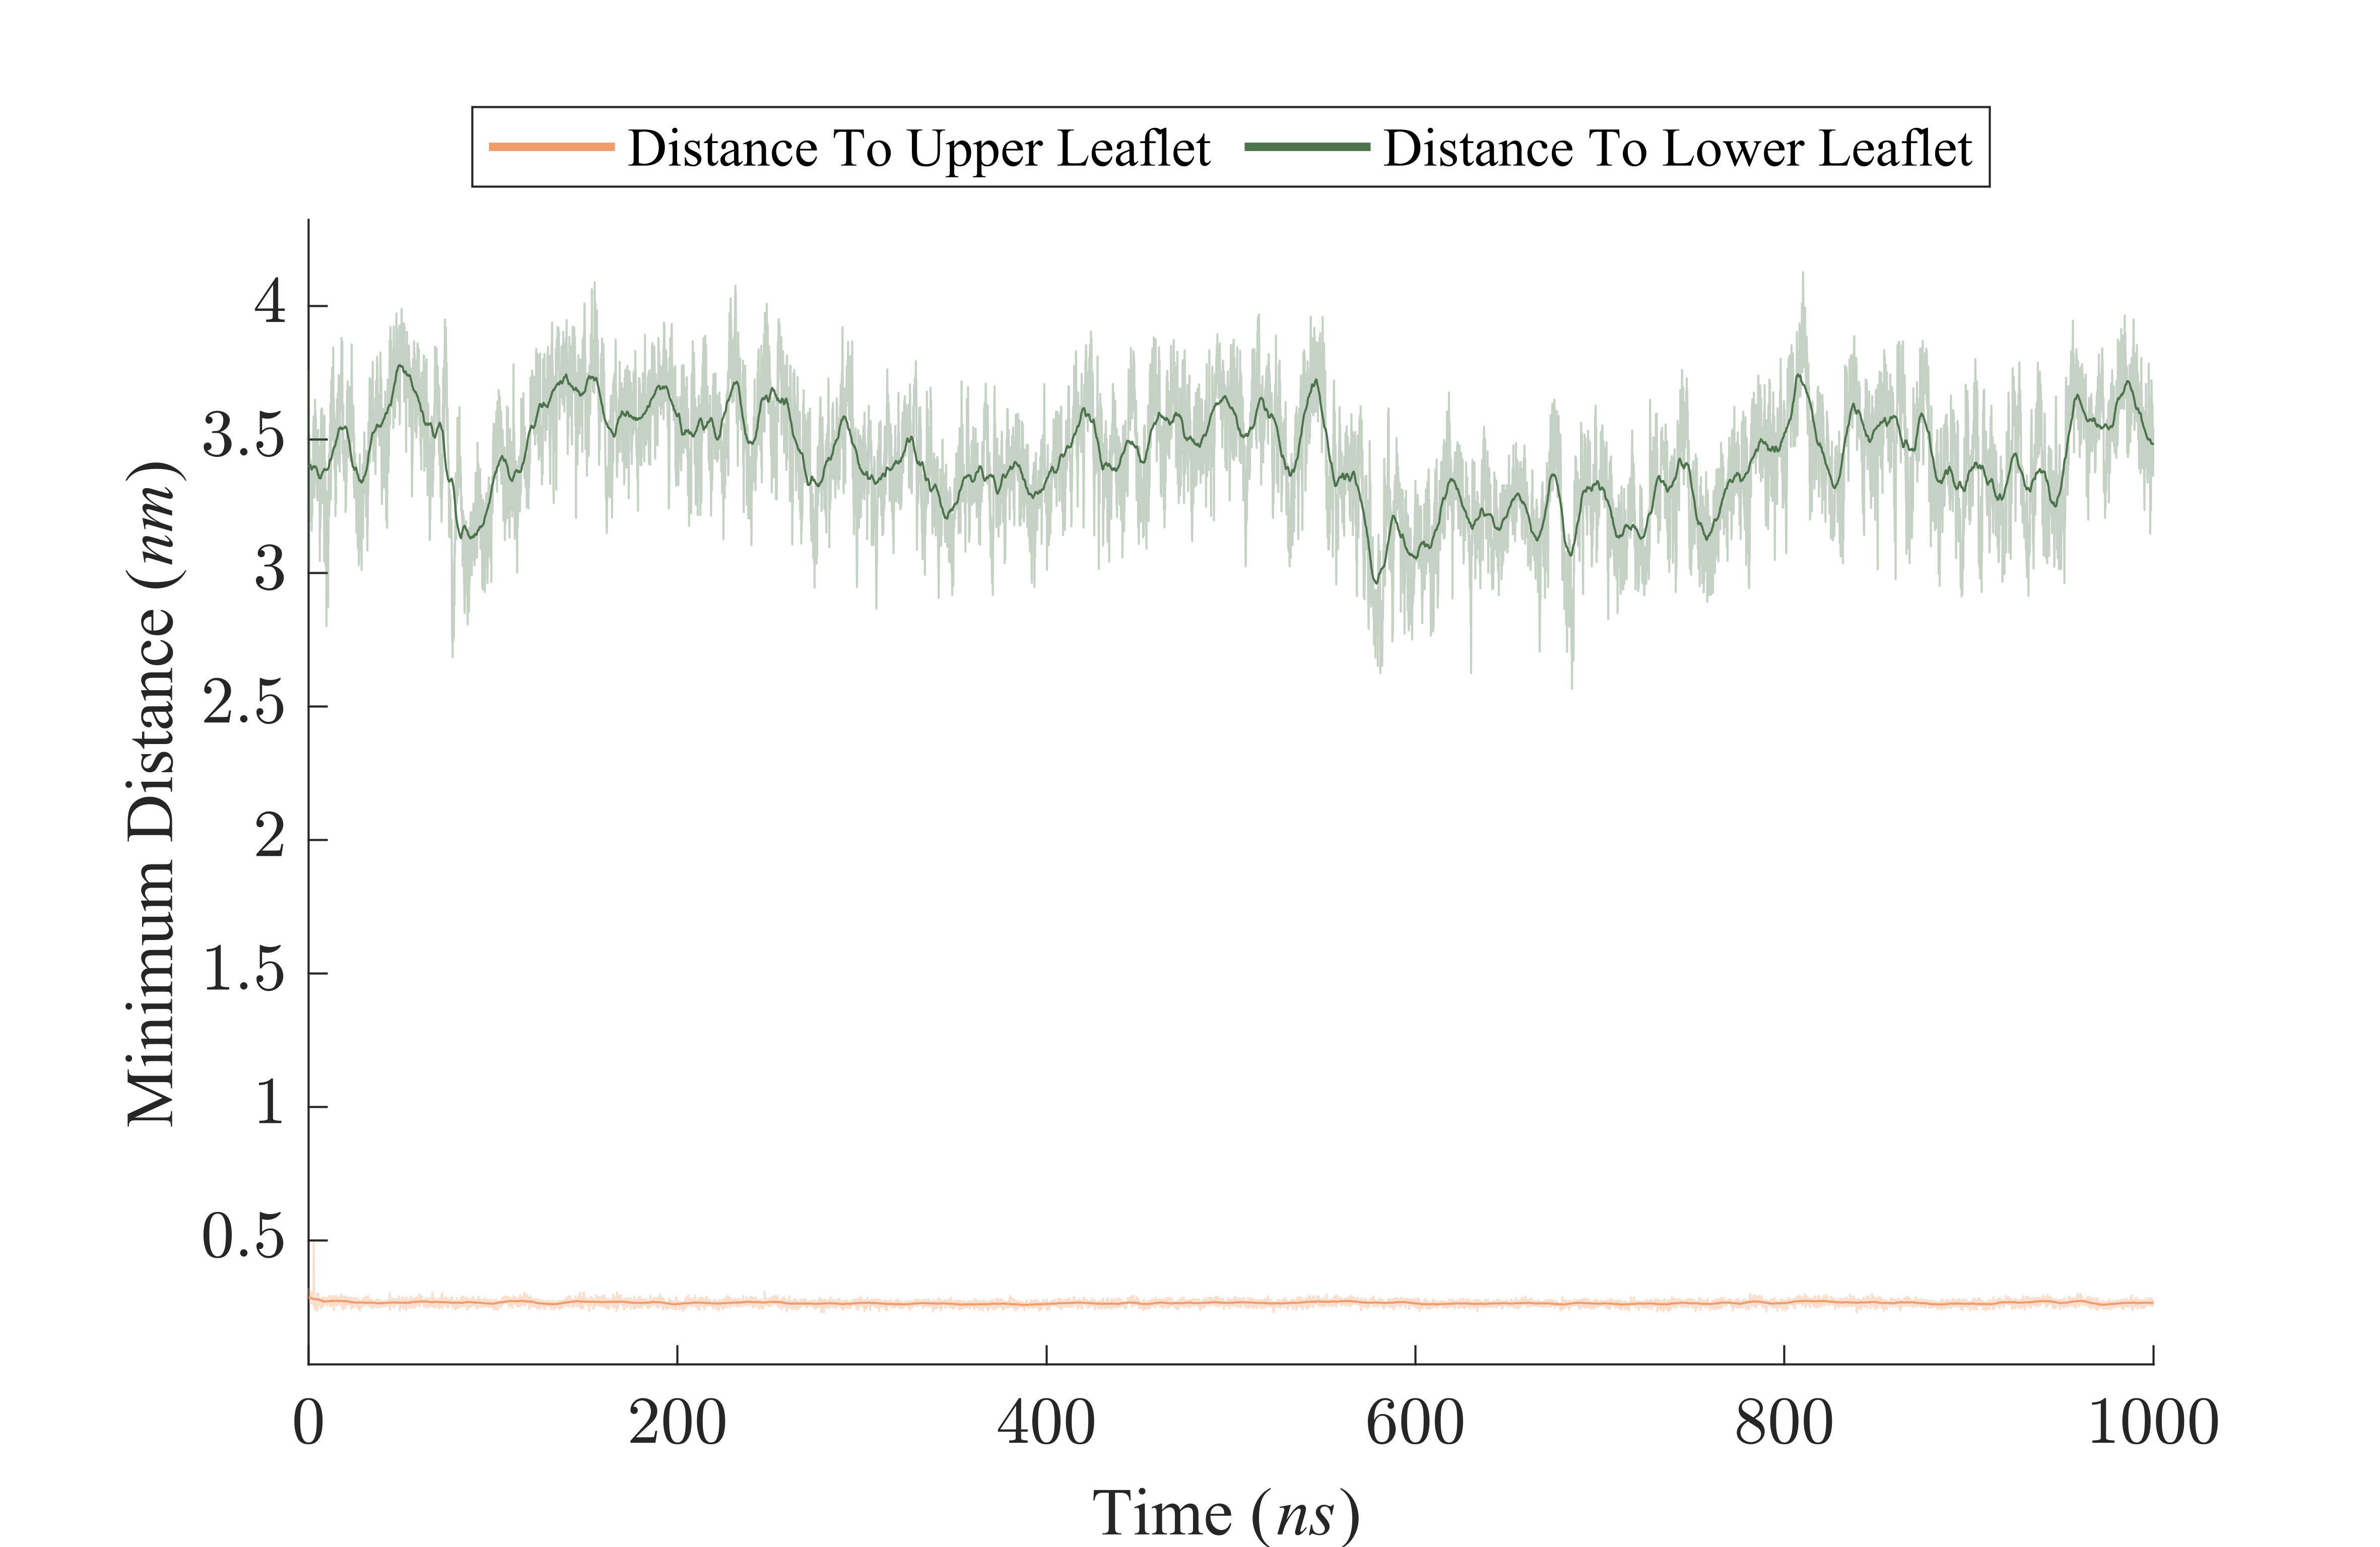 Distance To Upper Leaflet Distance To Lower Leaflet
Minimum Distance (nm)
4
3.5
3
2.5
2
1.5
1
0.5
0 200 400 600 800 1000
Time (ns)